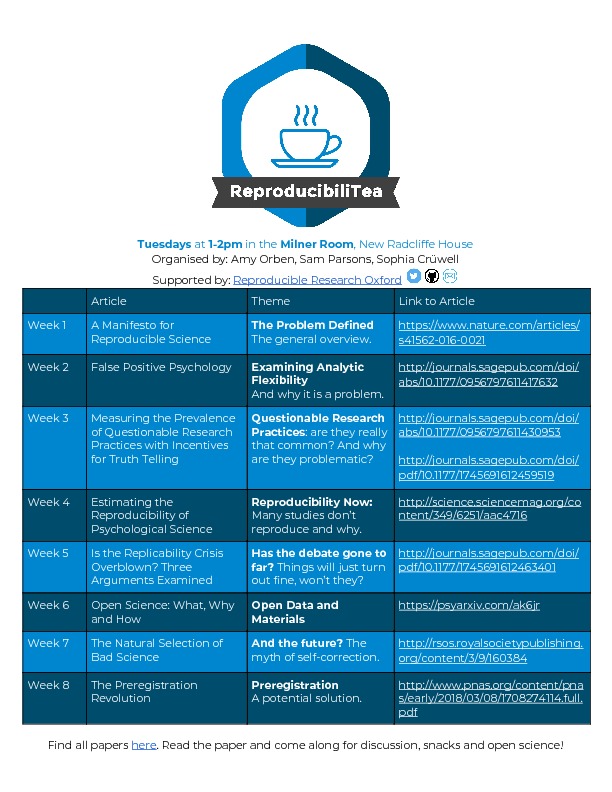 ReproducibiliTea
Tuesdays at 1-2pm in the Milner Room, New Radcliffe House
Organised by: Amy Orben, Sam Parsons, Sophia Crüwell
Supported by: Reproducible Research Oxford
Article Theme Link to Article
Week 1 A Manifesto for The Problem Defined https://www.nature.com/articles/
Reproducible Science The general overview. s41562-016-0021
Week 2 False Positive Psychology Examining Analytic http://journals.sagepub.com/doi/
Flexibility abs/10.1177/0956797611417632
And why it is a problem.
Week 3 Measuring the Prevalence Questionable Research http://journals.sagepub.com/doi/
of Questionable Research Practices: are they really abs/10.1177/0956797611430953
Practices with Incentives that common? And why
for Truth Telling are they problematic? http://journals.sagepub.com/doi/
pdf/10.1177/1745691612459519
Week 4 Estimating the Reproducibility Now: http://science.sciencemag.org/co
Reproducibility of Many studies don't ntent/349/6251/aac4716
Psychological Science reproduce and why.
Week 5 Is the Replicability Crisis Has the debate gone to http://journals.sagepub.com/doi/
Overblown? Three far? Things will just turn pdf/10.1177/1745691612463401
Arguments Examined out fine, won't they?
Week 6 Open Science: What, Why Open Data and https://psyarxiv.com/ak6jr
and How Materials
Week 7 The Natural Selection of And the future? The http://rsos.royalsocietypublishing.
Bad Science myth of self-correction. org/content/3/9/160384
Week 8 The Preregistration Preregistration http://www.pnas.org/content/pna
Revolution A potential solution. s/early/2018/03/08/1708274114.full.
pdf
Find all papers here. Read the paper and come along for discussion, snacks and open science!